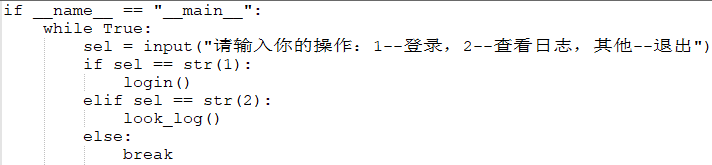 if __name__ == "__main__":
    while True:
        sel = input("请输入你的操作：1--登录，2--查看日志，其他--退出")
        if sel == str(1):
            login()
        elif sel == str(2):
            look_log()
        else:
            break